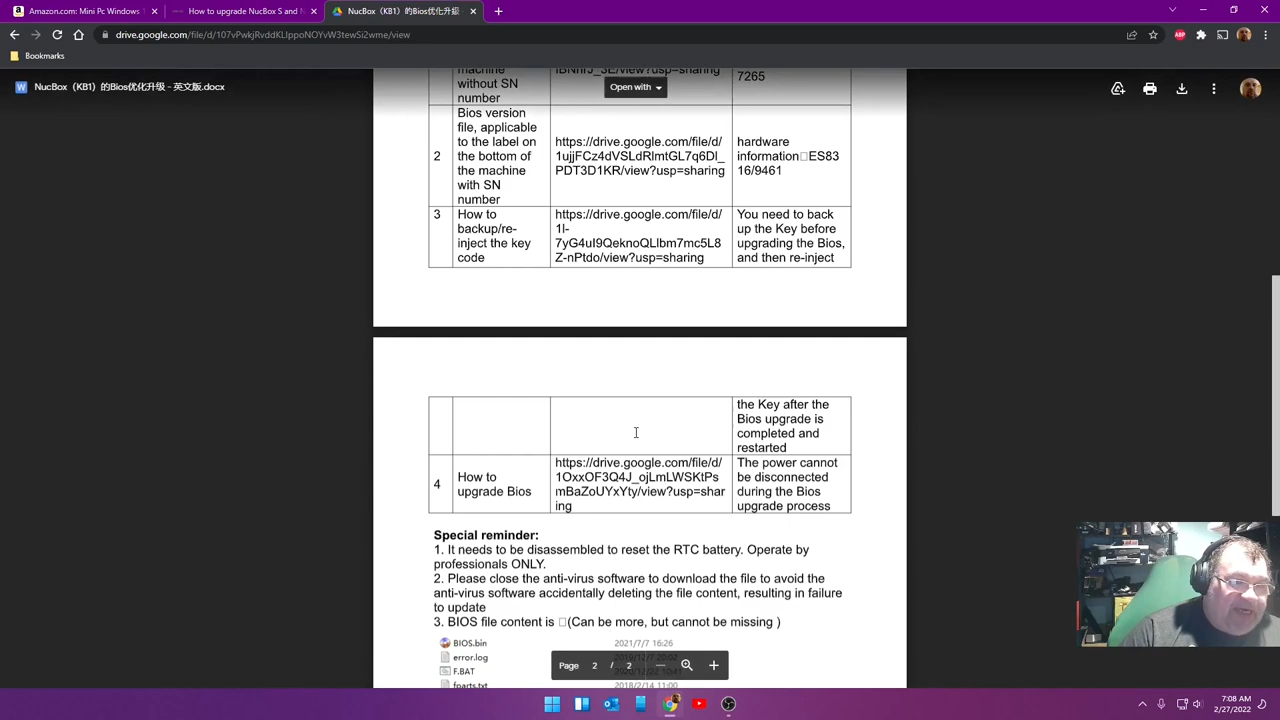 Amazon.com: Mini Pc Windows
How to upgrade NucBox S and N
NucBox（KB1）的Bios优化升级
drive.google.com/file/d/107vPwkjRvddKLIppoNOYvW3tewSi2wme/view
ABP
Bookmarks
NucBox（KB1）的Bios优化升级 - 英文版.docx
Open with
machine
without SN
number
7265
2
Bios version
file, applicable
to the label on
the bottom of
the machine
with SN
number
https://drive.google.com/file/d/
1ujjFCz4dVSLdRlmtGL7q6Dl_
PDT3D1KR/view?usp=sharing
hardware
information□ES83
16/9461
3
How to
backup/re-
inject the key
code
https://drive.google.com/file/d/
1l-
7yG4uI9QeknoQLlbm7mc5L8
Z-nPtdo/view?usp=sharing
You need to back
up the Key before
upgrading the Bios,
and then re-inject
the Key after the
Bios upgrade is
completed and
restarted
4
How to
upgrade Bios
https://drive.google.com/file/d/
1OxxOF3Q4J_ojLmLWSKtPs
mBaZoUYxYty/view?usp=shar
ing
The power cannot
be disconnected
during the Bios
upgrade process
Special reminder:
1. It needs to be disassembled to reset the RTC battery. Operate by
professionals ONLY.
2. Please close the anti-virus software to download the file to avoid the
anti-virus software accidentally deleting the file content, resulting in failure
to update
3. BIOS file content is □(Can be more, but cannot be missing )
BIOS.bin 2021/7/7 16:26
error.log
F.BAT
fparts.txt 2018/2/14 11:00
Page 2 / 2
7:08 AM
2/27/2022